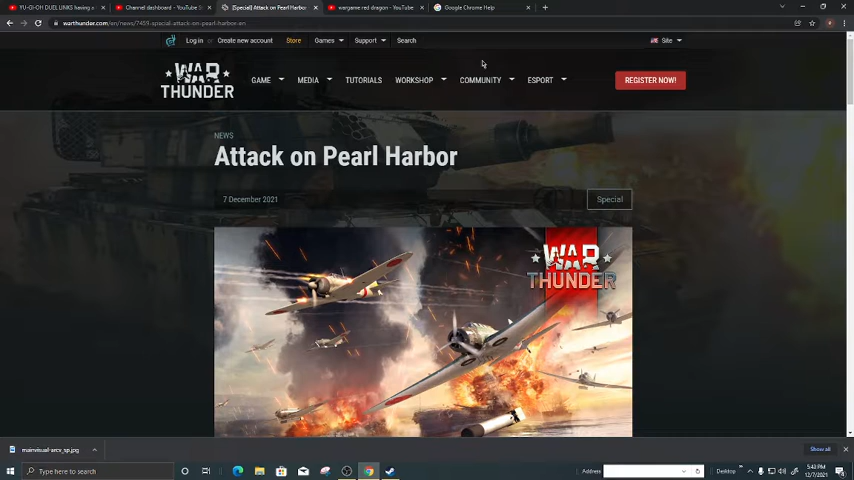 YU-GI-OH DUEL LINKS having a
Channel dashboard - YouTube S
[Special] Attack on Pearl Harbor
wargame red dragon - YouTube
Google Chrome Help
warthunder.com/en/news/7459-special-attack-on-pearl-harbor-en
Log in or Create new account Store Games Support Search Site
WAR THUNDER
GAME MEDIA TUTORIALS WORKSHOP COMMUNITY ESPORT REGISTER NOW!
NEWS
Attack on Pearl Harbor
7 December 2021 Special
WAR
THUNDER
mainvisual-arcv_sp.jpg Show all
Type here to search Address Desktop 5:43 PM
12/7/2021